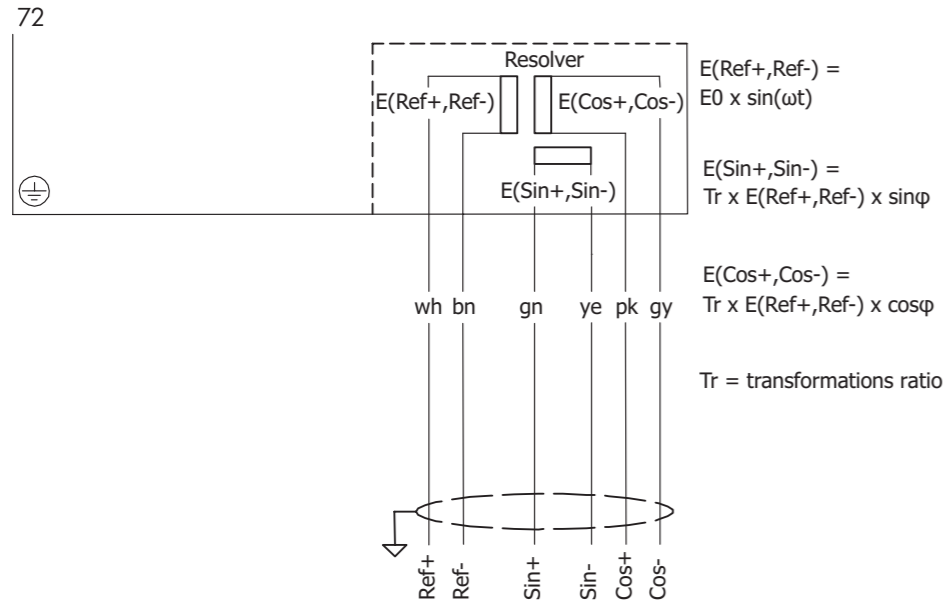 72
Resolver
E(Ref+,Ref-)
E(Cos+,Cos-)
E(Sin+,Sin-)
E(Ref+,Ref-) =
E0 x sin(ωt)
E(Sin+,Sin-) =
Tr x E(Ref+,Ref-) x sinφ
E(Cos+,Cos-) =
Tr x E(Ref+,Ref-) x cosφ
Tr = transformations ratio
wh bn gn ye pk gy
Ref+
Ref-
Sin+
Sin-
Cos+
Cos-